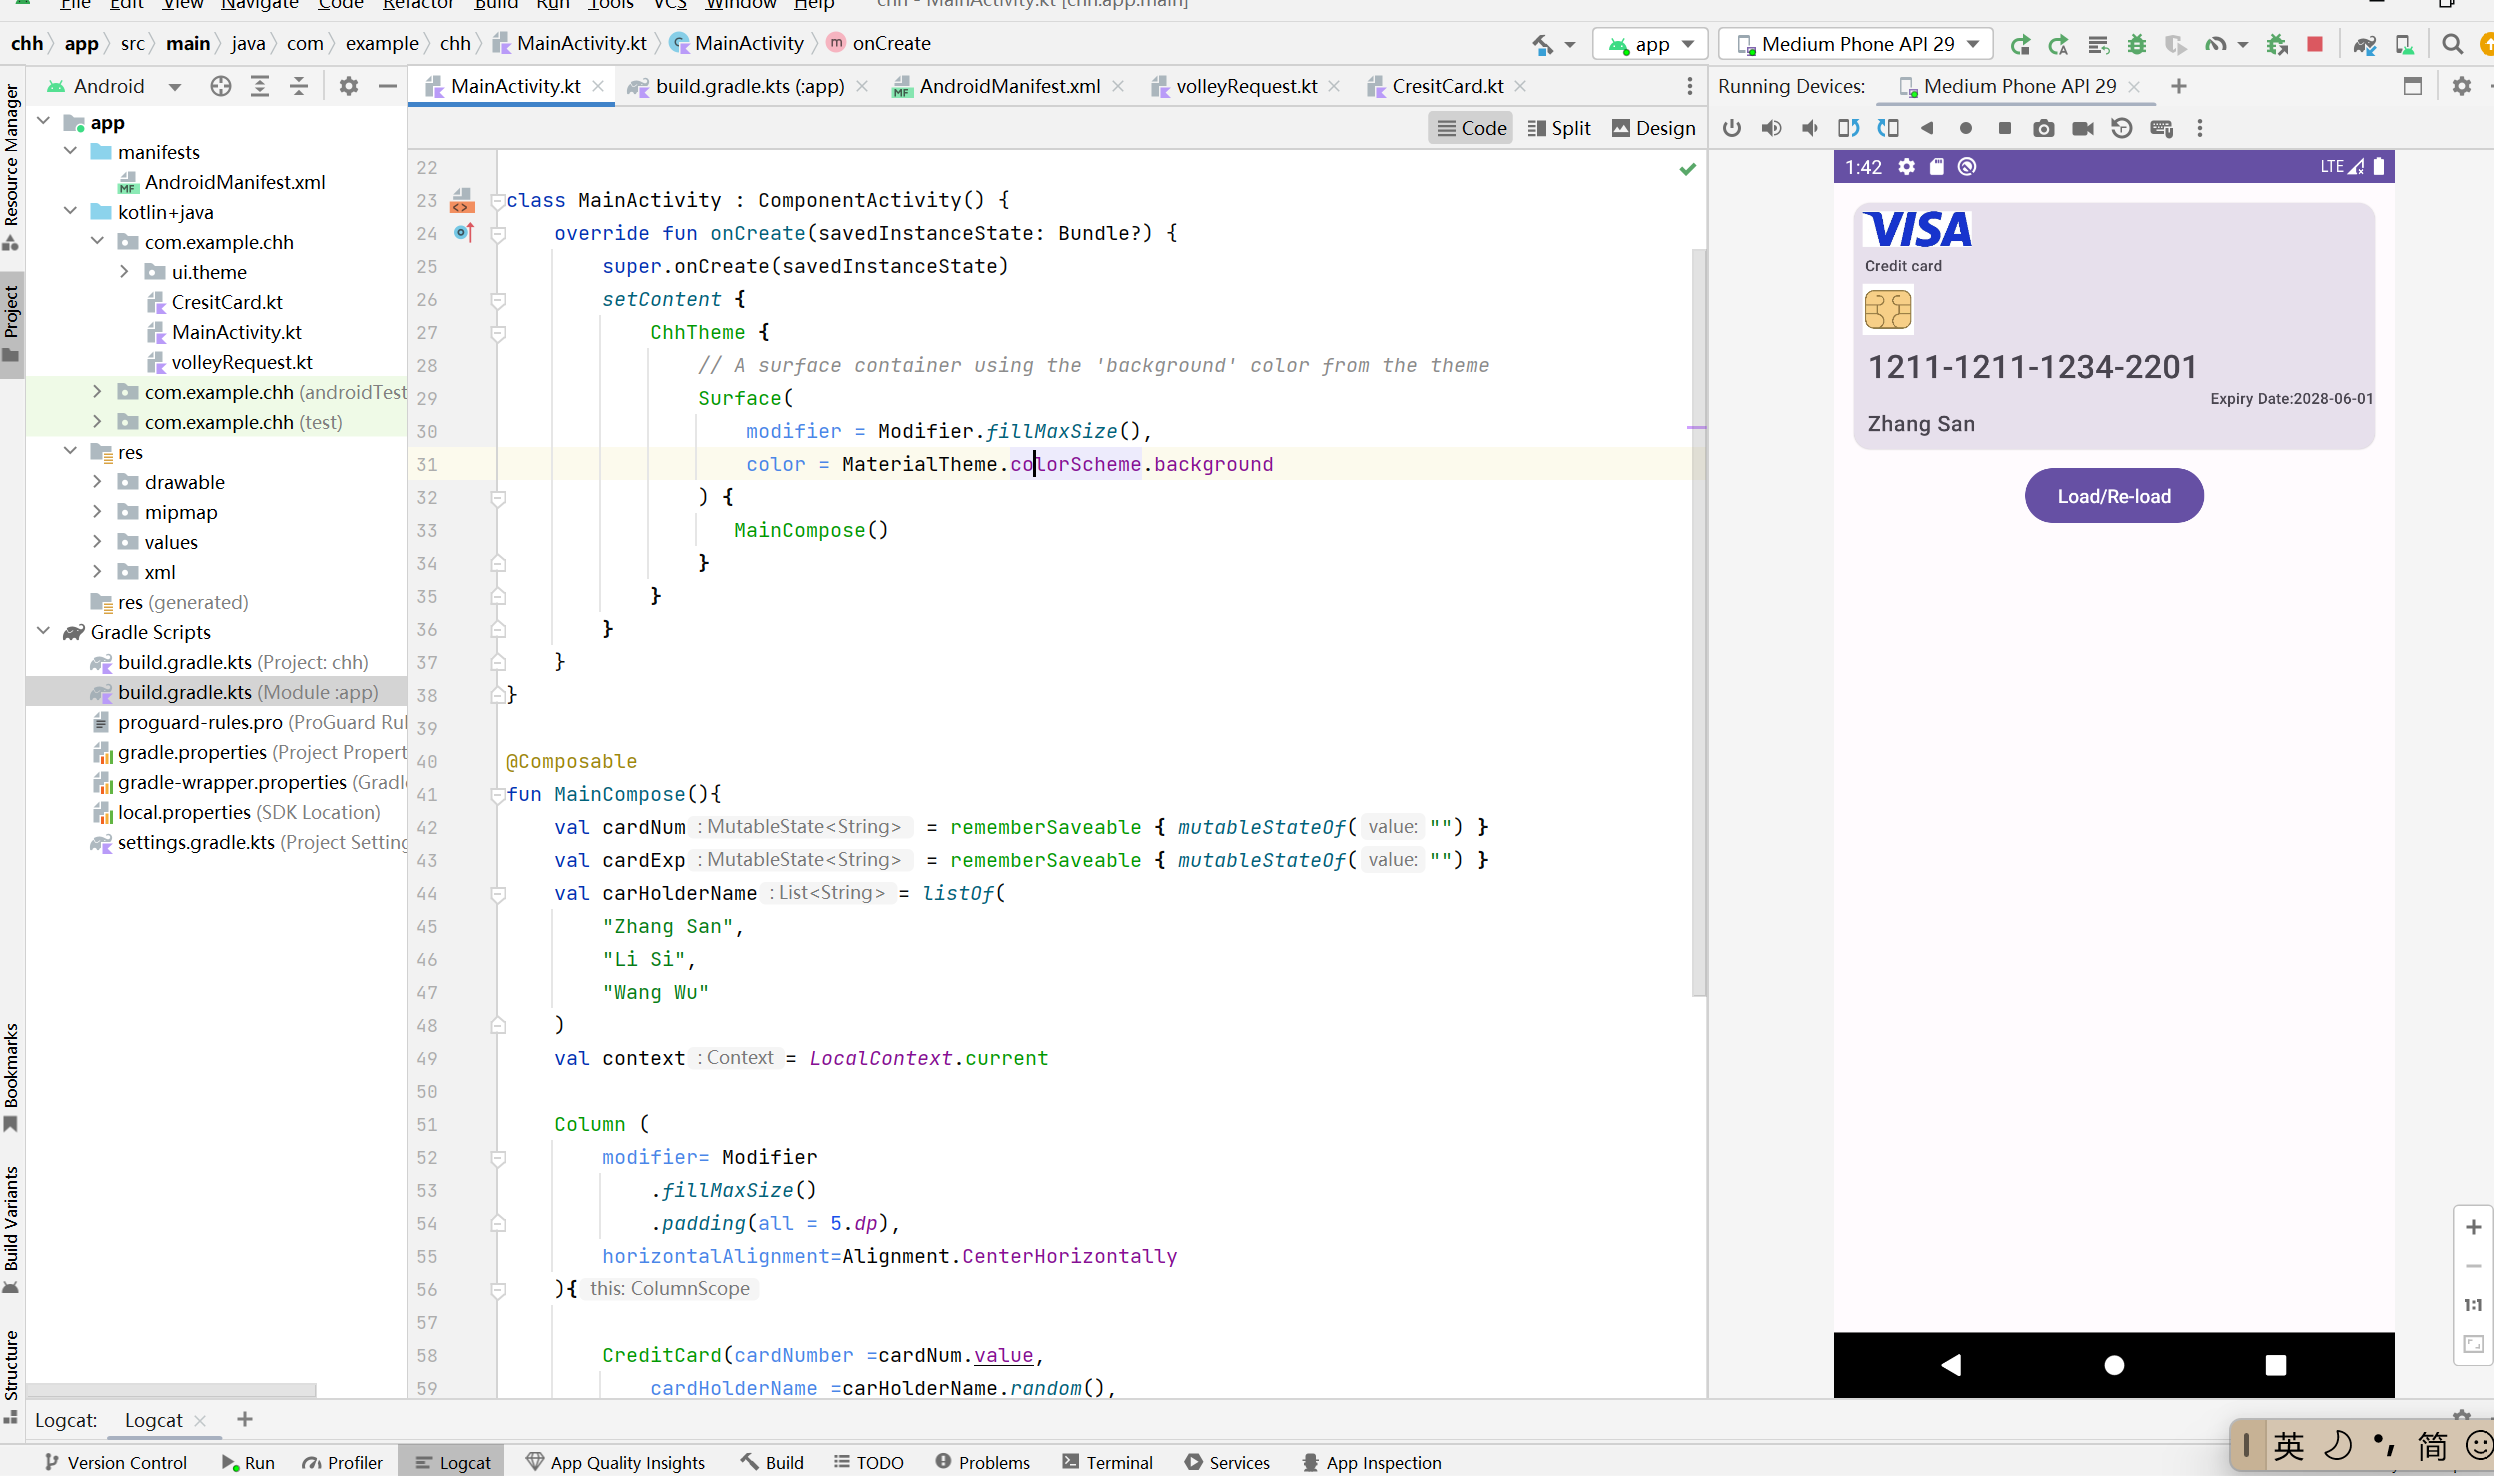 File Edit View Navigate Code Refactor Build Run Tools VCS Window Help chh - MainActivity.kt [chh.app.main]
chh app src main java com example chh MainActivity.kt MainActivity onCreate app Medium Phone API 29
Android
MainActivity.kt build.gradle.kts (:app) AndroidManifest.xml volleyRequest.kt CresitCard.kt
Running Devices: Medium Phone API 29
Code Split Design
Resource Manager
Project
Bookmarks
Build Variants
Structure
app
manifests
AndroidManifest.xml
kotlin+java
com.example.chh
ui.theme
CresitCard.kt
MainActivity.kt
volleyRequest.kt
com.example.chh (androidTest
com.example.chh (test)
res
drawable
mipmap
values
xml
res (generated)
Gradle Scripts
build.gradle.kts (Project: chh)
build.gradle.kts (Module :app)
proguard-rules.pro (ProGuard Rul
gradle.properties (Project Propert
gradle-wrapper.properties (Gradle
local.properties (SDK Location)
settings.gradle.kts (Project Setting
22
23 class MainActivity : ComponentActivity() {
24 override fun onCreate(savedInstanceState: Bundle?) {
25 super.onCreate(savedInstanceState)
26 setContent {
27 ChhTheme {
28 // A surface container using the 'background' color from the theme
29 Surface(
30 modifier = Modifier.fillMaxSize(),
31 color = MaterialTheme.colorScheme.background
32 ) {
33 MainCompose()
34 }
35 }
36 }
37 }
38 }
39
40 @Composable
41 fun MainCompose(){
42 val cardNum : MutableState<String> = rememberSaveable { mutableStateOf( value: "") }
43 val cardExp : MutableState<String> = rememberSaveable { mutableStateOf( value: "") }
44 val carHolderName : List<String> = listOf(
45 "Zhang San",
46 "Li Si",
47 "Wang Wu"
48 )
49 val context : Context = LocalContext.current
50
51 Column (
52 modifier= Modifier
53 .fillMaxSize()
54 .padding(all = 5.dp),
55 horizontalAlignment=Alignment.CenterHorizontally
56 ){ this: ColumnScope
57
58 CreditCard(cardNumber =cardNum.value,
59 cardHolderName =carHolderName.random(),
1:42 LTE
VISA
Credit card
1211-1211-1234-2201
Expiry Date:2028-06-01
Zhang San
Load/Re-load
1:1
Logcat: Logcat
Version Control Run Profiler Logcat App Quality Insights Build TODO Problems Terminal Services App Inspection
英 简